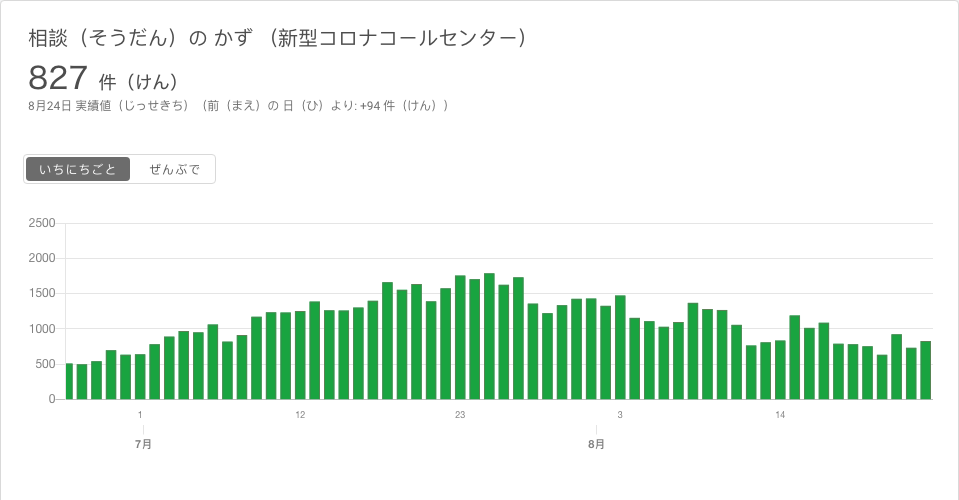 相談（そうだん）の かず （新型コロナコールセンター）
827 件（けん）
8月24日 実績値（じっせきち）（前（まえ）の 日（ひ）より: +94 件（けん））
いちにちごと ぜんぶで
2500
2000
1500
1000
500
0
1 12 23 3 14
7月 8月